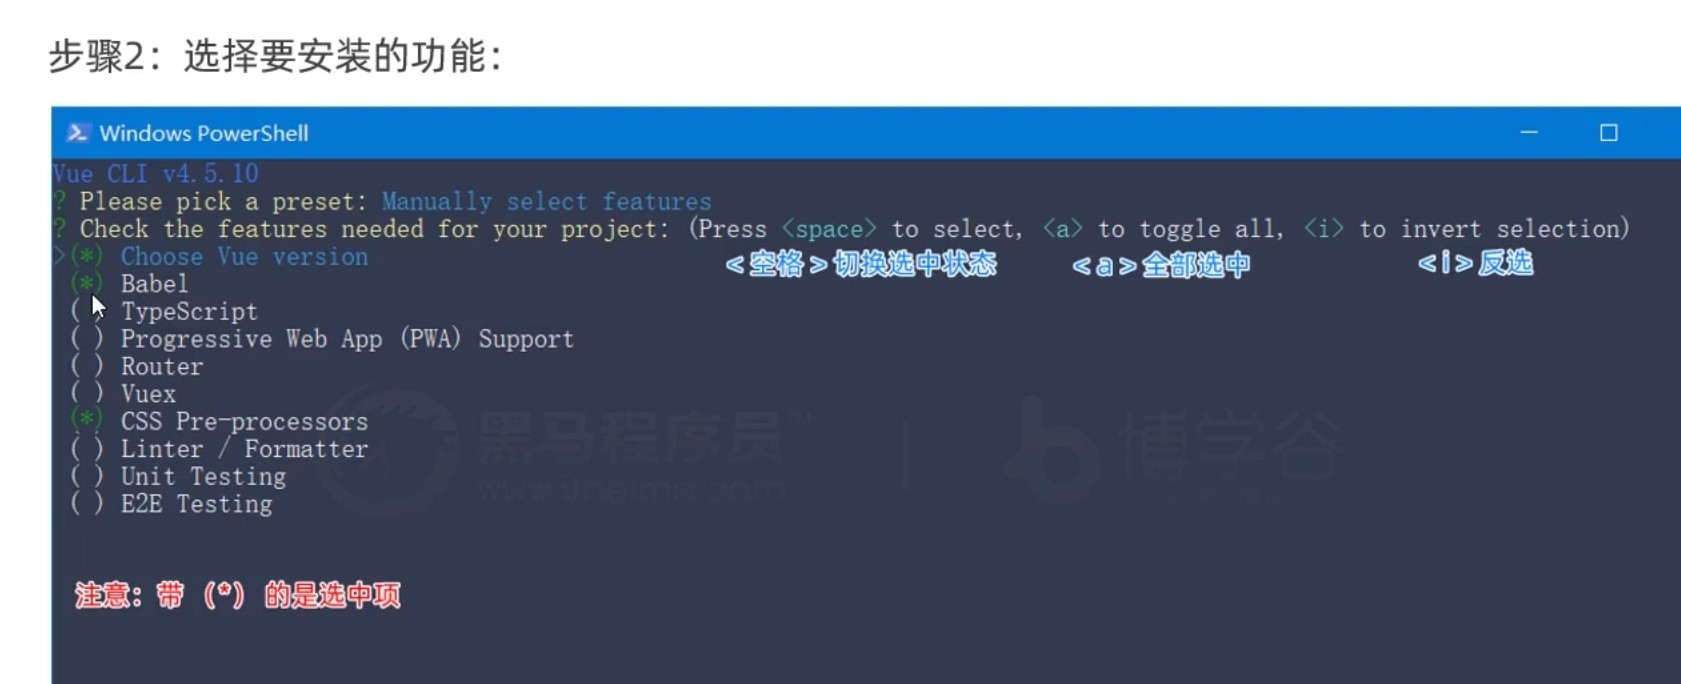 步骤2：选择要安装的功能：
Windows PowerShell
Vue CLI v4.5.10
? Please pick a preset: Manually select features
? Check the features needed for your project: (Press <space> to select, <a> to toggle all, <i> to invert selection)
<空格>切换选中状态 <a>全部选中 <i>反选
>(*) Choose Vue version
(*) Babel
( ) TypeScript
( ) Progressive Web App (PWA) Support
( ) Router
( ) Vuex
(*) CSS Pre-processors
( ) Linter / Formatter
( ) Unit Testing
( ) E2E Testing
黑马程序员™ 博学谷
www.itheima.com
注意：带（*）的是选中项